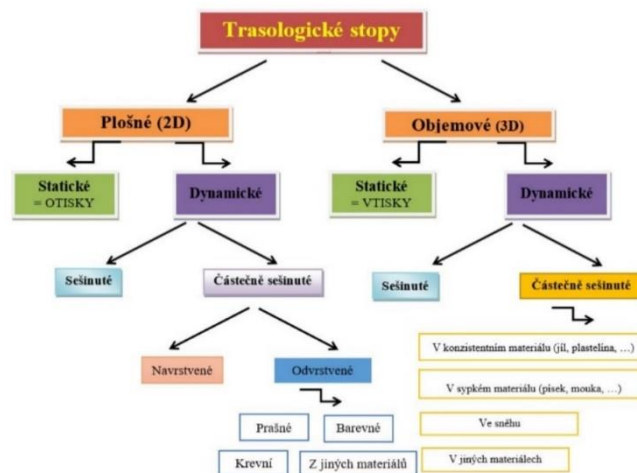 Trasologické stopy
Plošné (2D)
Objemové (3D)
Statické
= OTISKY
Dynamické
Statické
= VTISKY
Dynamické
Sešinuté
Částečně sešinuté
Sešinuté
Částečně sešinuté
Navrstvené
Odvrstvené
V konzistentním materiálu (jíl, plastelína, …)
V sypkém materiálu (písek, mouka, …)
Prašné
Barevné
Ve sněhu
Krevní
Z jiných materiálů
V jiných materiálech